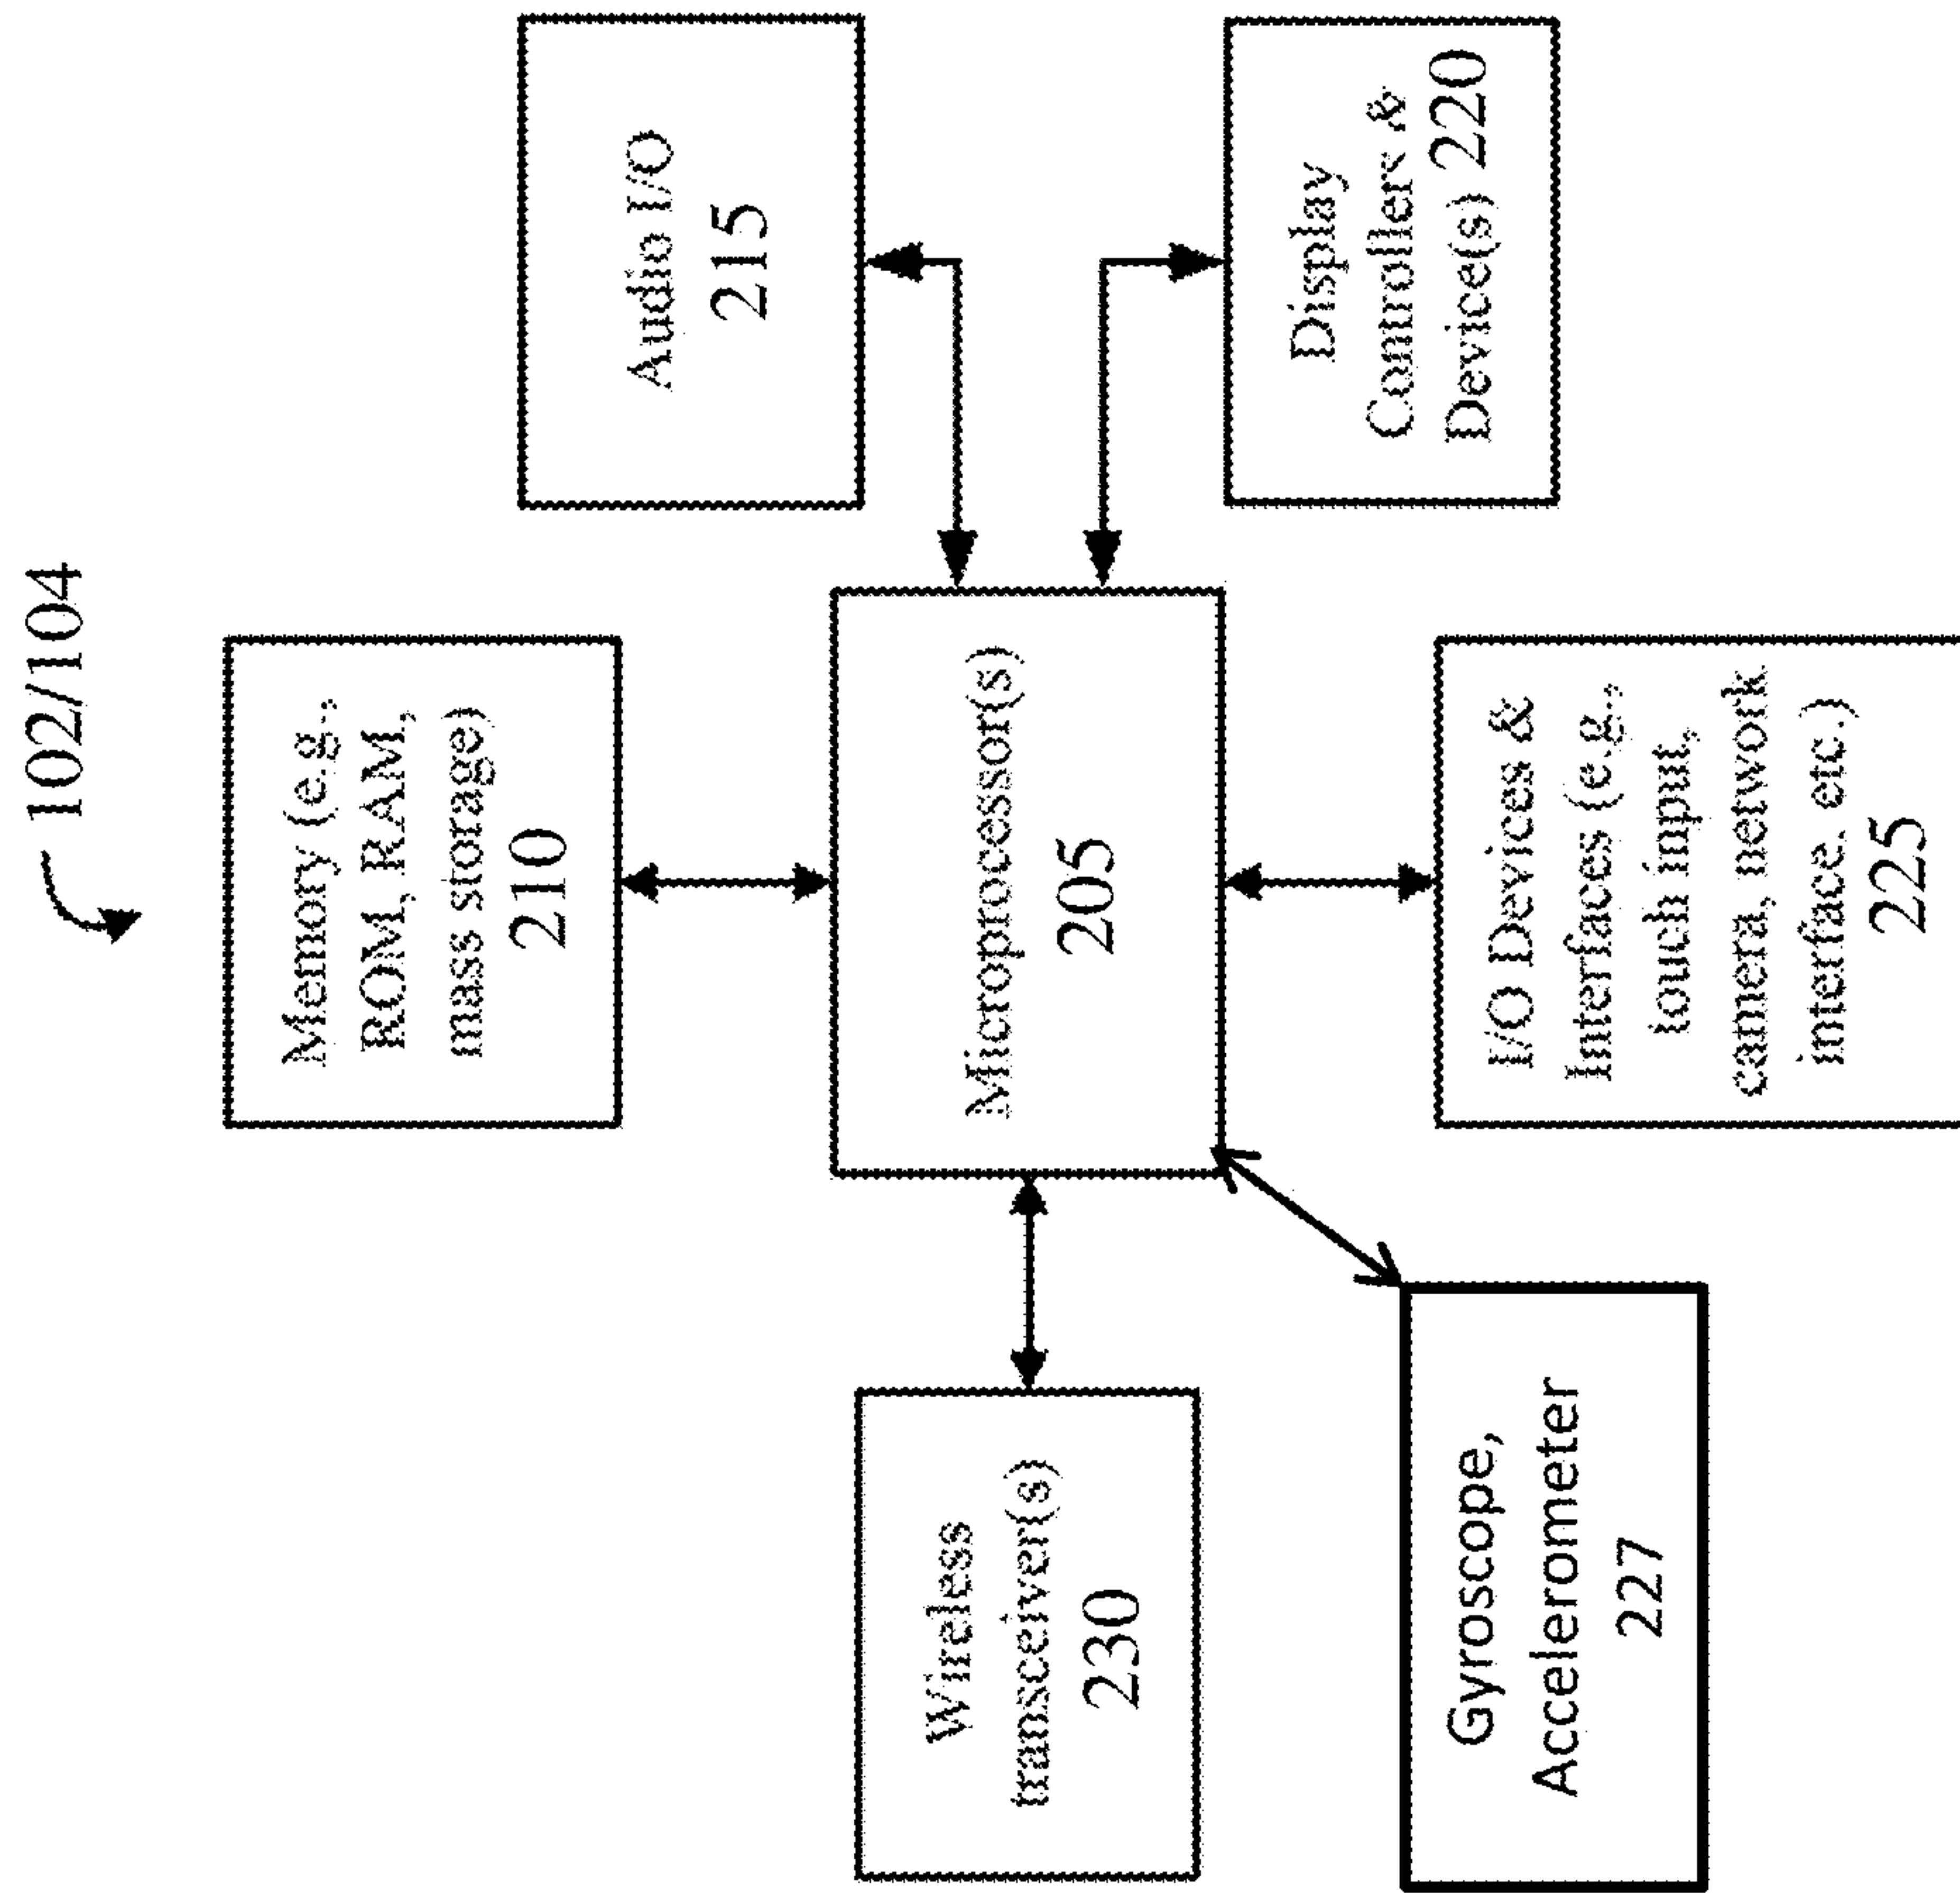 102/104
Memory (e.g.,
ROM, RAM,
mass storage)
210
Audio I/O
215
Wireless
transceiver(s)
230
Microprocessor(s)
205
Display
Controller &
Device(s) 220
Gyroscope,
Accelerometer
227
I/O Devices &
Interfaces (e.g.,
touch input,
camera, network
interface, etc.)
225